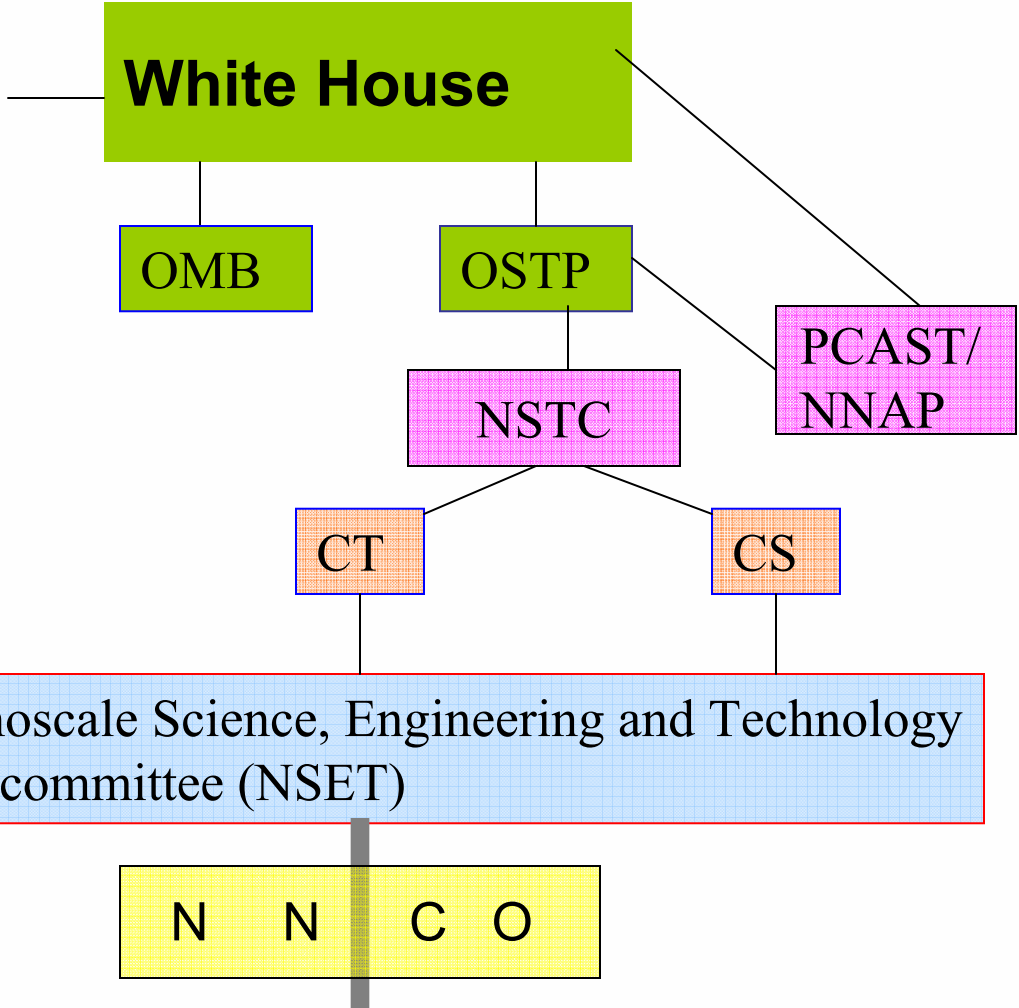 White House
OMB
OSTP
PCAST/
NNAP
NSTC
CT
CS
noscale Science, Engineering and Technology
committee (NSET)
N N C O